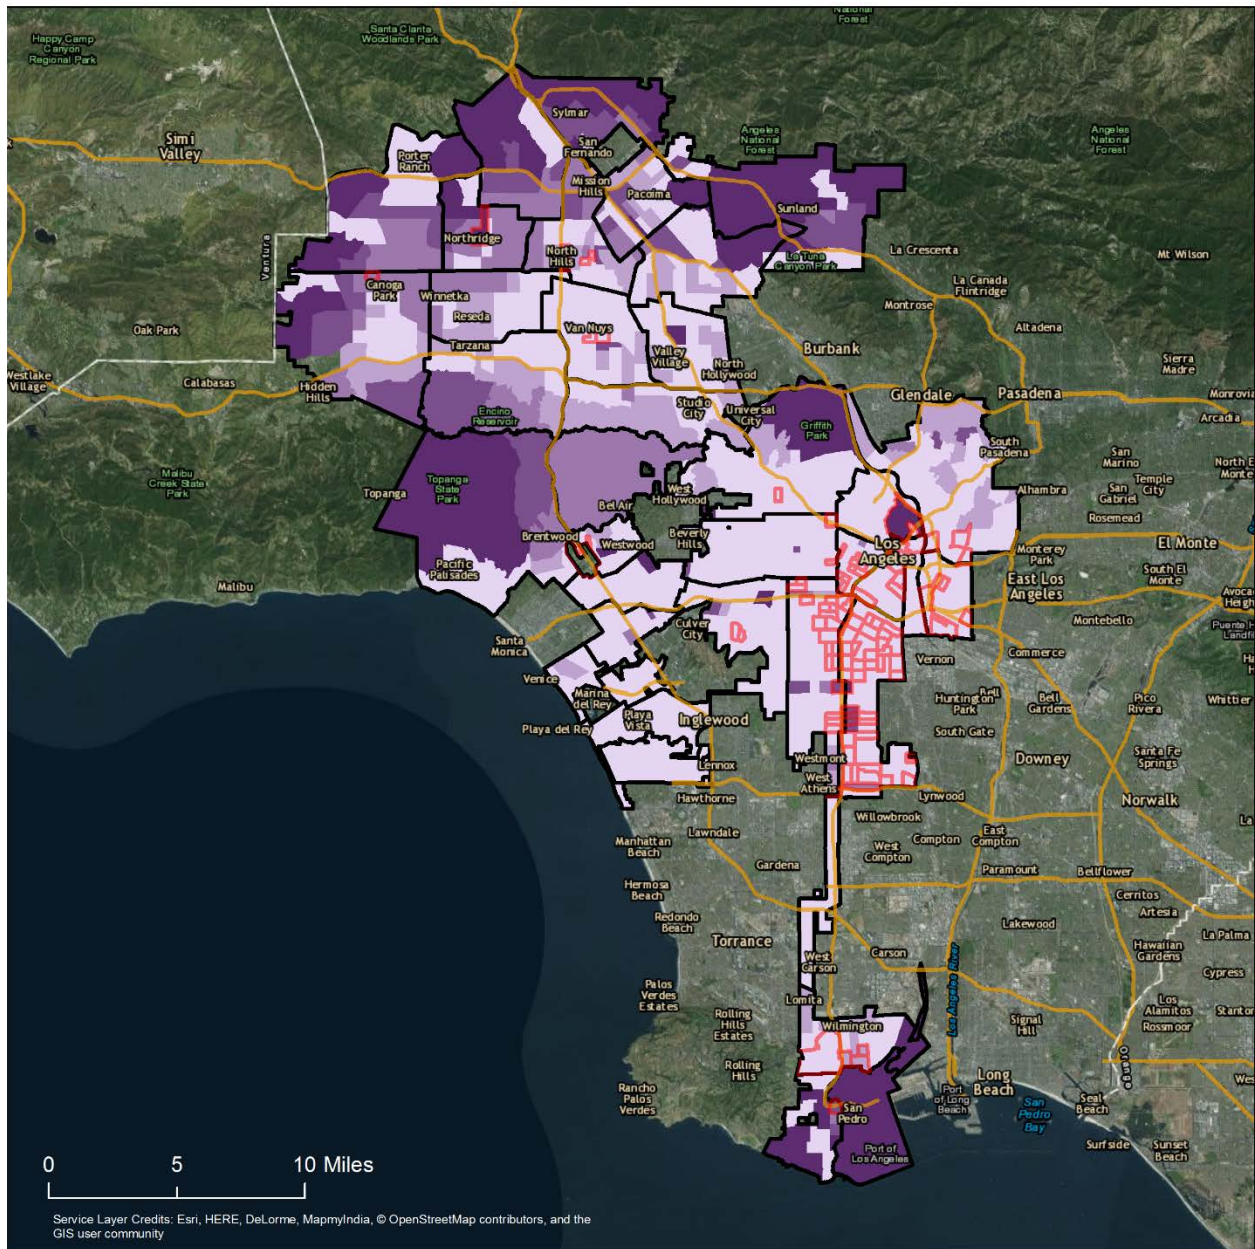 National
Forest
Santa Clarita
Woodlands Park
Happy Camp
Canyon
Regional Park
Sylmar
San
Fernando
Angeles
National
Forest
Angeles
National
Forest
Simi
Valley
Porter
Ranch
Mission
Hills
Pacoima
Sunland
Northridge
North
Hills
La Tuna
Canyon Park
La Crescenta
Mt Wilson
Ventura
Canoga
Park
Winnetka
La Canada
Flintridge
Montrose
Reseda
Oak Park
Van Nuys
Altadena
Tarzana
Valley
Village
Burbank
North
Hollywood
Sierra
Madre
Westlake
Village
Calabasas
Hidden
Hills
Glendale
Pasadena
Monrovia
Arcadia
Studio
City
Universal
City
Encino
Reservoir
Griffith
Park
South
Pasadena
San
Marino
North E
Monte
Malibu
Creek State
Park
Topanga
Topanga
State
Park
West
Hollywood
Alhambra
San
Gabriel
Temple
City
Bel Air
Rosemead
Brentwood
Westwood
Beverly
Hills
Los
Angeles
Monterey
Park
El Monte
Pacific
Palisades
South El
Monte
Malibu
East Los
Angeles
Avoca
Heigh
Montebello
Puente H
Landfi
Santa
Monica
Culver
City
Vernon
Commerce
Venice
Marina
del Rey
Huntington
Park
Bell
Bell
Gardens
Pico
Rivera
Whittier
Playa del Rey
Playa
Vista
Inglewood
South Gate
Lennox
Westmont
Downey
Santa Fe
Springs
West
Athens
Hawthorne
Lynwood
Norwalk
La
Willowbrook
Lawndale
Manhattan
Beach
West
Compton
Compton
East
Compton
Gardena
Paramount
Bellflower
Hermosa
Beach
Cerritos
Artesia
Redondo
Beach
Lakewood
La Palma
Torrance
Hawaiian
Gardens
West
Carson
Carson
Cypress
Los Angeles River
Palos
Verdes
Estates
Lomita
Los
Alamitos
Stanton
Rossmoor
Rolling
Hills
Estates
Wilmington
Signal
Hill
Orange
Rolling
Hills
Rancho
Palos
Verdes
Long
Beach
Port
of Long
Beach
San
Pedro
San
Pedro
Bay
Seal
Beach
Wes
Port of
Los Angeles
Surfside
Sunset
Beach
0 5 10 Miles
Service Layer Credits: Esri, HERE, DeLorme, MapmyIndia, © OpenStreetMap contributors, and the
GIS user community